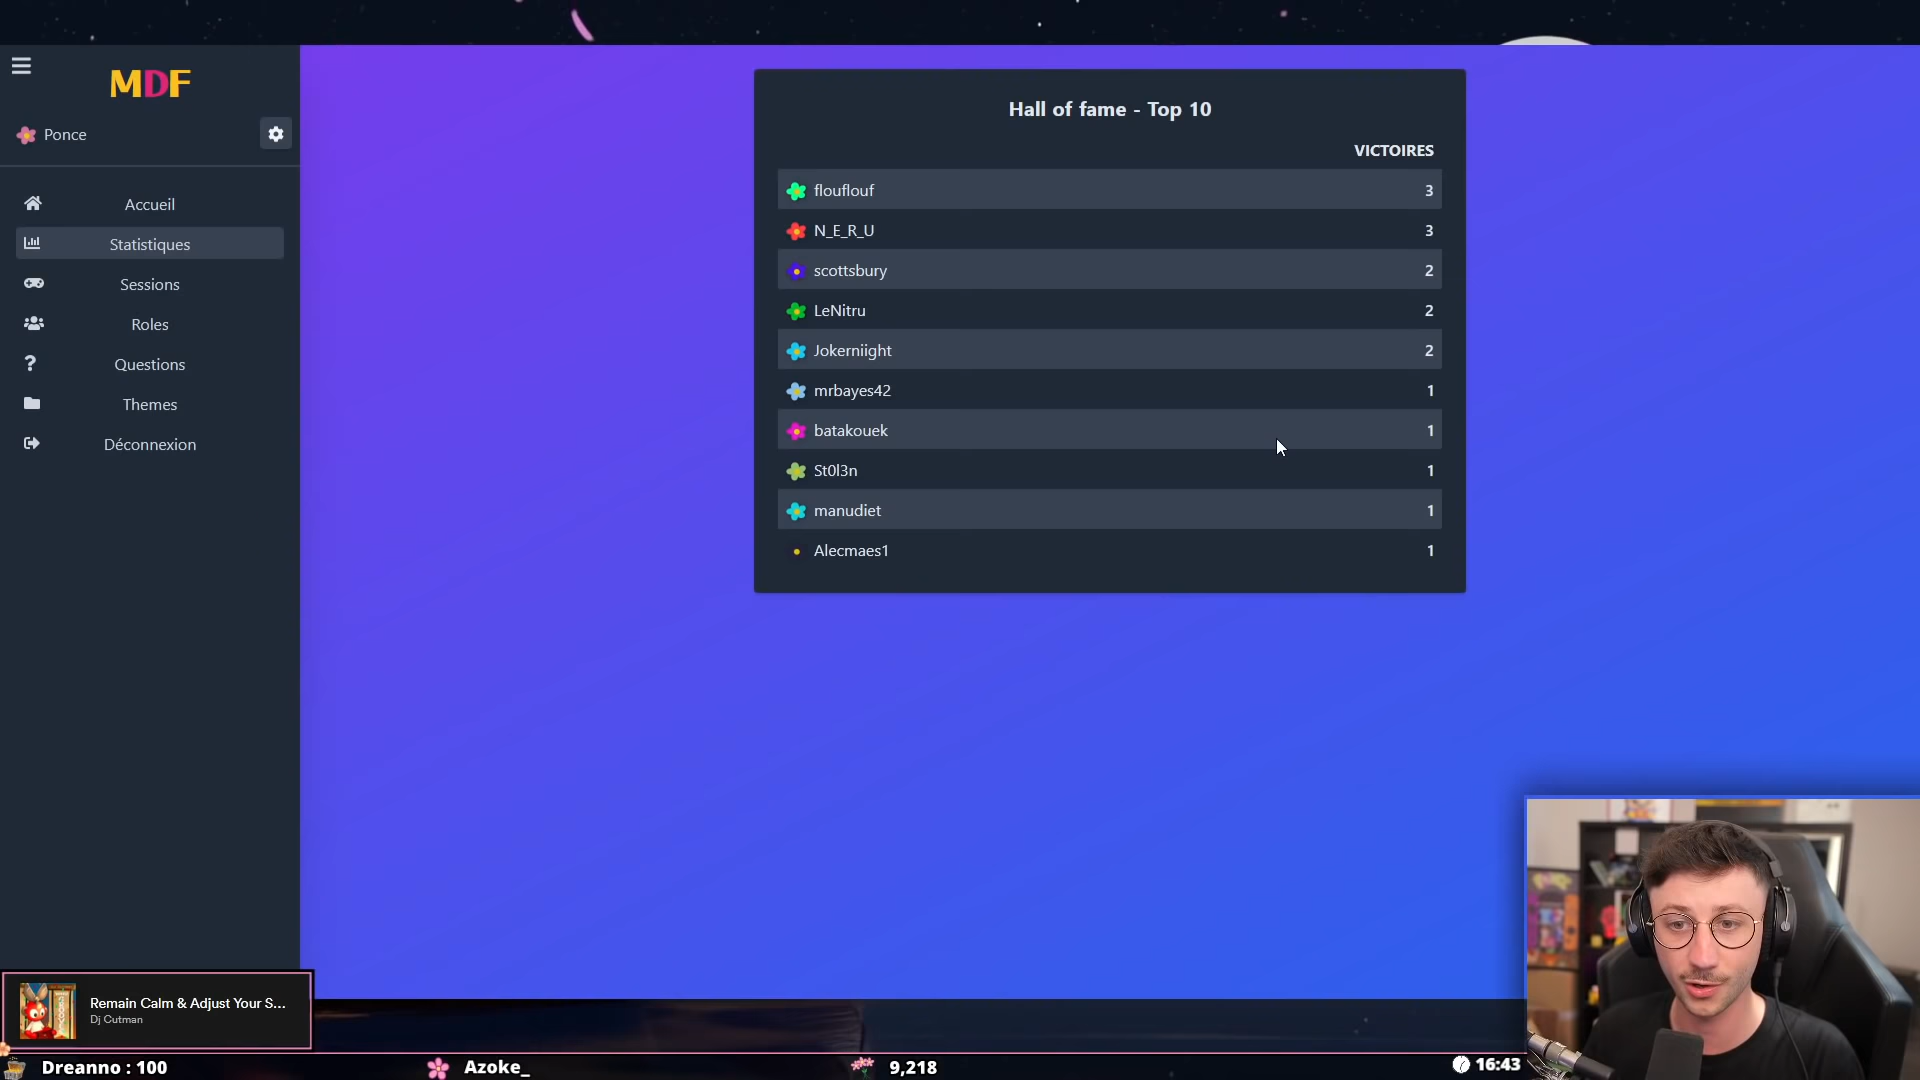 MDF
Ponce
Accueil
Statistiques
Sessions
Roles
Questions
Themes
Déconnexion
Hall of fame - Top 10
VICTOIRES
flouflouf 3
N_E_R_U 3
scottsbury 2
LeNitru 2
Jokerniight 2
mrbayes42 1
batakouek 1
St0l3n 1
manudiet 1
Alecmaes1 1
Remain Calm & Adjust Your S...
Dj Cutman
Dreanno : 100
Azoke_
9,218
16:43